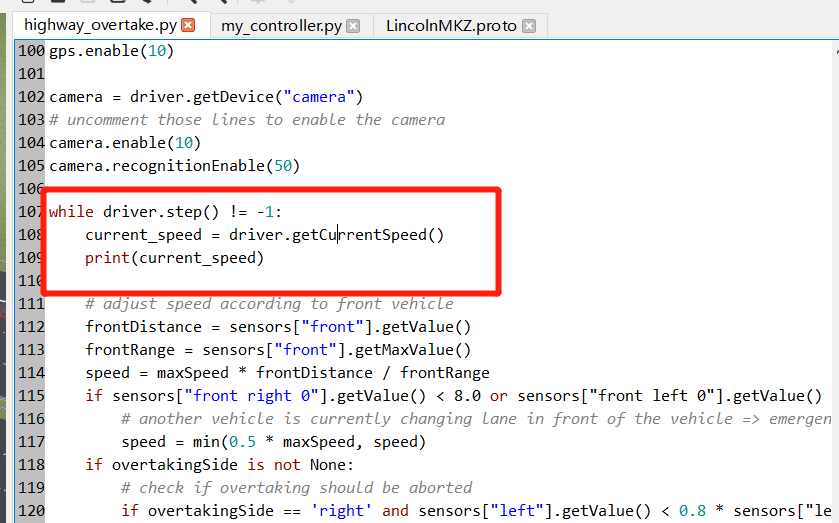 highway_overtake.py my_controller.py LincolnMKZ.proto
100 gps.enable(10)
101
102 camera = driver.getDevice("camera")
103 # uncomment those lines to enable the camera
104 camera.enable(10)
105 camera.recognitionEnable(50)
106
107 while driver.step() != -1:
108     current_speed = driver.getCurrentSpeed()
109     print(current_speed)
110
111     # adjust speed according to front vehicle
112     frontDistance = sensors["front"].getValue()
113     frontRange = sensors["front"].getMaxValue()
114     speed = maxSpeed * frontDistance / frontRange
115     if sensors["front right 0"].getValue() < 8.0 or sensors["front left 0"].getValue()
116         # another vehicle is currently changing lane in front of the vehicle => emergen
117         speed = min(0.5 * maxSpeed, speed)
118     if overtakingSide is not None:
119         # check if overtaking should be aborted
120         if overtakingSide == 'right' and sensors["left"].getValue() < 0.8 * sensors["le